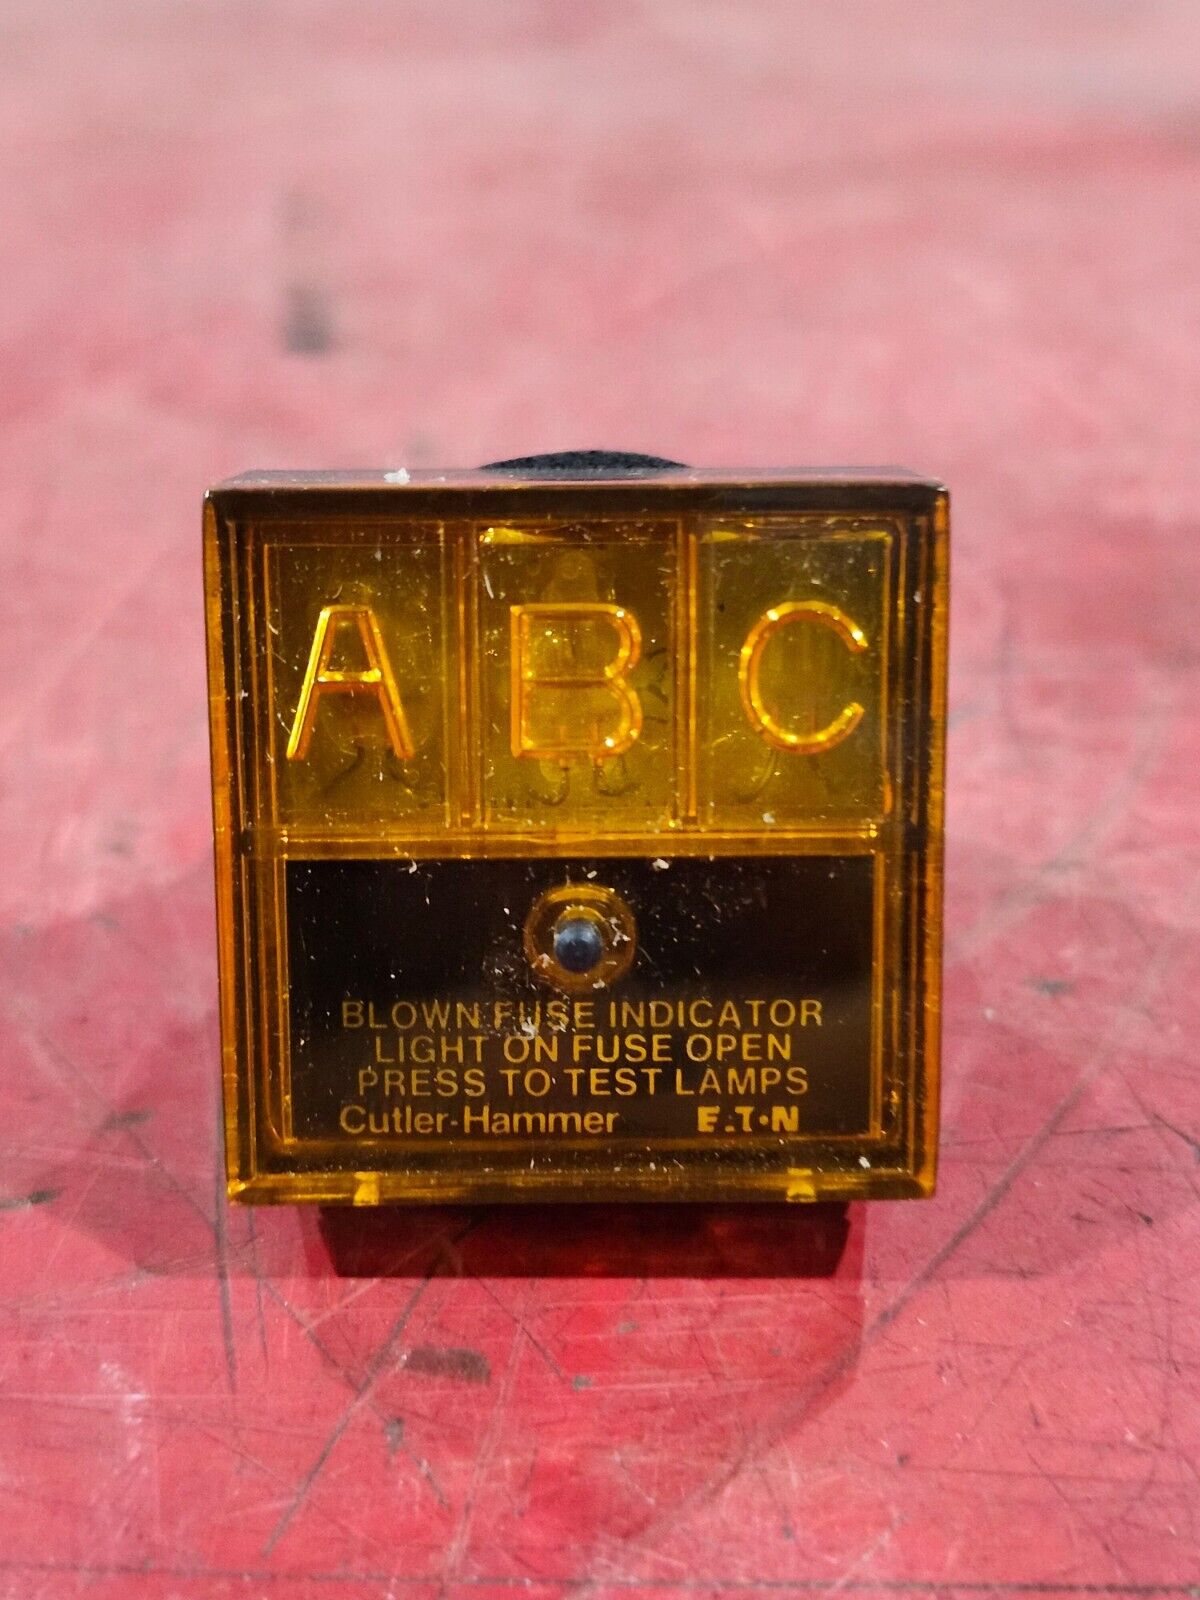 A B C
BLOWN FUSE INDICATOR
LIGHT ON FUSE OPEN
PRESS TO TEST LAMPS
Cutler-Hammer E.T•N